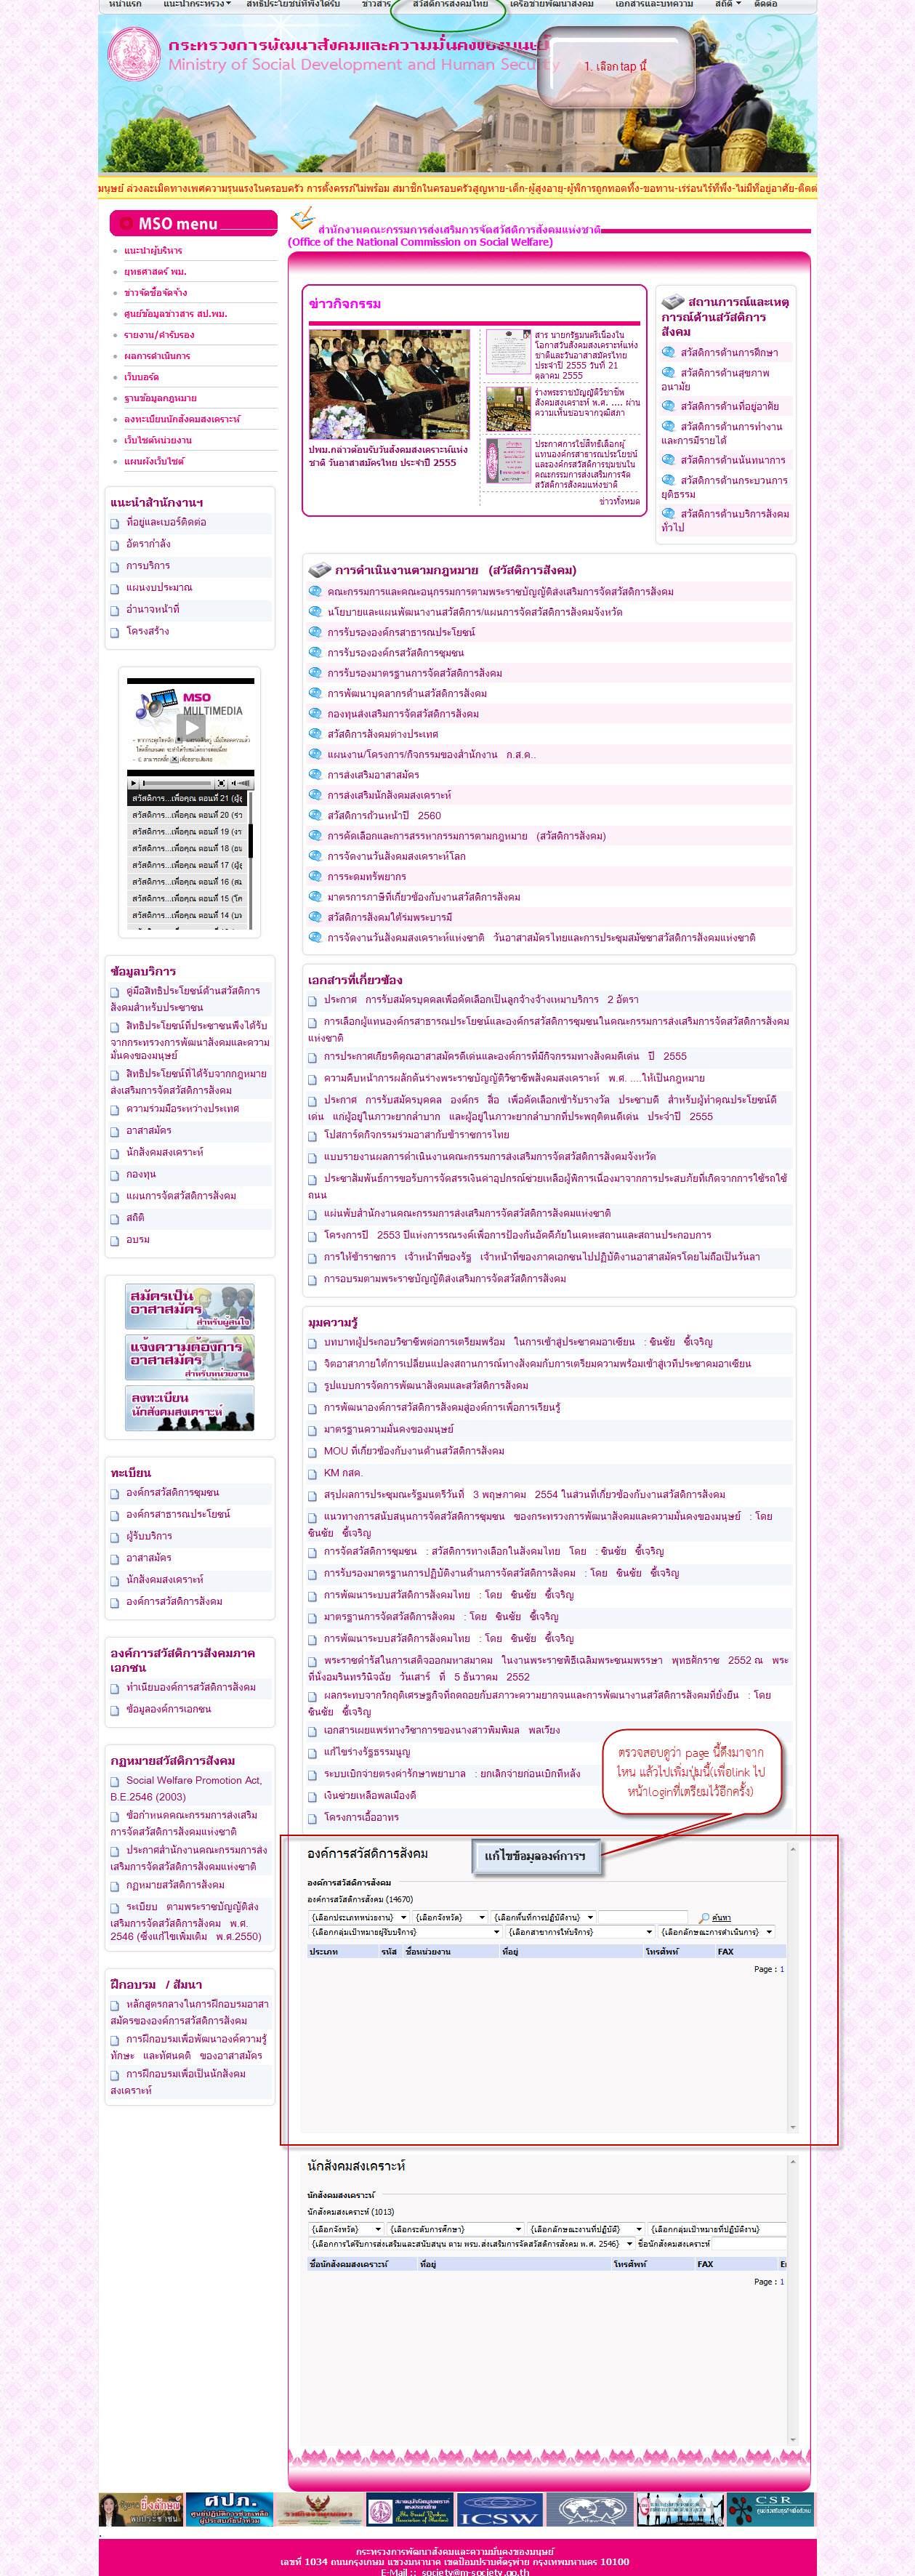 หน้าแรก แนะนำกระทรวง สิทธิประโยชน์ที่พึงได้รับ ข่าวสาร สวัสดิการสังคมไทย เครือข่ายพัฒนาสังคม เอกสารและบทความ สถิติ ติดต่อ
กระทรวงการพัฒนาสังคมและความมั่นคงของมนุษย์
Ministry of Social Development and Human Security
1. เลือก tap นี้
มนุษย์ ล่วงละเมิดทางเพศความรุนแรงในครอบครัว การตั้งครรภ์ไม่พร้อม สมาชิกในครอบครัวสูญหาย-เด็ก-ผู้สูงอายุ-ผู้พิการถูกทอดทิ้ง-ขอทาน-เร่ร่อนไร้ที่พึ่ง-ไม่มีที่อยู่อาศัย-ติดต่
MSO menu
แนะนำผู้บริหาร
ยุทธศาสตร์ พม.
ข่าวจัดซื้อจัดจ้าง
ศูนย์ข้อมูลข่าวสาร สป.พม.
รายงาน/คำรับรอง
ผลการดำเนินการ
เว็บบอร์ด
ฐานข้อมูลกฎหมาย
ลงทะเบียนนักสังคมสงเคราะห์
เว็บไซต์หน่วยงาน
แผนผังเว็บไซต์
แนะนำสำนักงานฯ
ที่อยู่และเบอร์ติดต่อ
อัตรากำลัง
การบริการ
แผนงบประมาณ
อำนาจหน้าที่
โครงสร้าง
MSO
MULTIMEDIA
สวัสดิการ...เพื่อคุณ ตอนที่ 21 (ผู้สู
สวัสดิการ...เพื่อคุณ ตอนที่ 20 (รว
สวัสดิการ...เพื่อคุณ ตอนที่ 19 (งา
สวัสดิการ...เพื่อคุณ ตอนที่ 18 (อบ
สวัสดิการ...เพื่อคุณ ตอนที่ 17 (ผู้สู
สวัสดิการ...เพื่อคุณ ตอนที่ 16 (สม
สวัสดิการ...เพื่อคุณ ตอนที่ 15 (โค
สวัสดิการ...เพื่อคุณ ตอนที่ 14 (บท
ข้อมูลบริการ
คู่มือสิทธิประโยชน์ด้านสวัสดิการ
สังคมสำหรับประชาชน
สิทธิประโยชน์ที่ประชาชนพึงได้รับ
จากกระทรวงการพัฒนาสังคมและความ
มั่นคงของมนุษย์
สิทธิประโยชน์ที่ได้รับจากกฎหมาย
ส่งเสริมการจัดสวัสดิการสังคม
ความร่วมมือระหว่างประเทศ
อาสาสมัคร
นักสังคมสงเคราะห์
กองทุน
แผนการจัดสวัสดิการสังคม
สถิติ
อบรม
สมัครเป็น
อาสาสมัคร
สำหรับผู้สนใจ
แจ้งความต้องการ
อาสาสมัคร
สำหรับหน่วยงาน
ลงทะเบียน
นักสังคมสงเคราะห์
ทะเบียน
องค์กรสวัสดิการชุมชน
องค์กรสาธารณประโยชน์
ผู้รับบริการ
อาสาสมัคร
นักสังคมสงเคราะห์
องค์การสวัสดิการสังคม
องค์การสวัสดิการสังคมภาค
เอกชน
ทำเนียบองค์การสวัสดิการสังคม
ข้อมูลองค์การเอกชน
กฎหมายสวัสดิการสังคม
Social Welfare Promotion Act,
B.E.2546 (2003)
ข้อกำหนดคณะกรรมการส่งเสริม
การจัดสวัสดิการสังคมแห่งชาติ
ประกาศสำนักงานคณะกรรมการส่ง
เสริมการจัดสวัสดิการสังคมแห่งชาติ
กฎหมายสวัสดิการสังคม
ระเบียบ ตามพระราชบัญญัติส่ง
เสริมการจัดสวัสดิการสังคม พ.ศ.
2546 (ซึ่งแก้ไขเพิ่มเติม พ.ศ.2550)
ฝึกอบรม / สัมนา
หลักสูตรกลางในการฝึกอบรมอาสา
สมัครขององค์การสวัสดิการสังคม
การฝึกอบรมเพื่อพัฒนาองค์ความรู้
ทักษะ และทัศนคติ ของอาสาสมัคร
การฝึกอบรมเพื่อเป็นนักสังคม
สงเคราะห์
สำนักงานคณะกรรมการส่งเสริมการจัดสวัสดิการสังคมแห่งชาติ
(Office of the National Commission on Social Welfare)
ข่าวกิจกรรม
ปพม.กล่าวต้อนรับวันสังคมสงเคราะห์แห่ง
ชาติ วันอาสาสมัครไทย ประจำปี 2555
สาร นายกรัฐมนตรีเนื่องใน
โอกาสวันสังคมสงเคราะห์แห่ง
ชาติและวันอาสาสมัครไทย
ประจำปี 2555 วันที่ 21
ตุลาคม 2555
ร่างพระราชบัญญัติวิชาชีพ
สังคมสงเคราะห์ พ.ศ. .... ผ่าน
ความเห็นชอบจากวุฒิสภา
ประกาศการใช้สิทธิเลือกผู้
แทนองค์กรสาธารณประโยชน์
และองค์กรสวัสดิการชุมชนใน
คณะกรรมการส่งเสริมการจัด
สวัสดิการสังคมแห่งชาติ
ข่าวทั้งหมด
สถานการณ์และเหตุ
การณ์ด้านสวัสดิการ
สังคม
สวัสดิการด้านการศึกษา
สวัสดิการด้านสุขภาพ
อนามัย
สวัสดิการด้านที่อยู่อาศัย
สวัสดิการด้านการทำงาน
และการมีรายได้
สวัสดิการด้านนันทนาการ
สวัสดิการด้านกระบวนการ
ยุติธรรม
สวัสดิการด้านบริการสังคม
ทั่วไป
การดำเนินงานตามกฎหมาย (สวัสดิการสังคม)
คณะกรรมการและคณะอนุกรรมการตามพระราชบัญญัติส่งเสริมการจัดสวัสดิการสังคม
นโยบายและแผนพัฒนางานสวัสดิการ/แผนการจัดสวัสดิการสังคมจังหวัด
การรับรององค์กรสาธารณประโยชน์
การรับรององค์กรสวัสดิการชุมชน
การรับรองมาตรฐานการจัดสวัสดิการสังคม
การพัฒนาบุคลากรด้านสวัสดิการสังคม
กองทุนส่งเสริมการจัดสวัสดิการสังคม
สวัสดิการสังคมต่างประเทศ
แผนงาน/โครงการ/กิจกรรมของสำนักงาน ก.ส.ค..
การส่งเสริมอาสาสมัคร
การส่งเสริมนักสังคมสงเคราะห์
สวัสดิการถ้วนหน้าปี 2560
การคัดเลือกและการสรรหากรรมการตามกฎหมาย (สวัสดิการสังคม)
การจัดงานวันสังคมสงเคราะห์โลก
การระดมทรัพยากร
มาตรการภาษีที่เกี่ยวข้องกับงานสวัสดิการสังคม
สวัสดิการสังคมใต้ร่มพระบารมี
การจัดงานวันสังคมสงเคราะห์แห่งชาติ วันอาสาสมัครไทยและการประชุมสมัชชาสวัสดิการสังคมแห่งชาติ
เอกสารที่เกี่ยวข้อง
ประกาศ การรับสมัครบุคคลเพื่อคัดเลือกเป็นลูกจ้างจ้างเหมาบริการ 2 อัตรา
การเลือกผู้แทนองค์กรสาธารณประโยชน์และองค์กรสวัสดิการชุมชนในคณะกรรมการส่งเสริมการจัดสวัสดิการสังคม
แห่งชาติ
การประกาศเกียรติคุณอาสาสมัครดีเด่นและองค์การที่มีกิจกรรมทางสังคมดีเด่น ปี 2555
ความคืบหน้าการผลักดันร่างพระราชบัญญัติวิชาชีพสังคมสงเคราะห์ พ.ศ. ....ให้เป็นกฎหมาย
ประกาศ การรับสมัครบุคคล องค์กร สื่อ เพื่อคัดเลือกเข้ารับรางวัล ประชาบดี สำหรับผู้ทำคุณประโยชน์ดี
เด่น แก่ผู้อยู่ในภาวะยากลำบาก และผู้อยู่ในภาวะยากลำบากที่ประพฤติตนดีเด่น ประจำปี 2555
โปสการ์ดกิจกรรมร่วมอาสากับข้าราชการไทย
แบบรายงานผลการดำเนินงานคณะกรรมการส่งเสริมการจัดสวัสดิการสังคมจังหวัด
ประชาสัมพันธ์การขอรับการจัดสรรเงินค่าอุปกรณ์ช่วยเหลือผู้พิการเนื่องมาจากการประสบภัยที่เกิดจากการใช้รถใช้
ถนน
แผ่นพับสำนักงานคณะกรรมการส่งเสริมการจัดสวัสดิการสังคมแห่งชาติ
โครงการปี 2553 ปีแห่งการรณรงค์เพื่อการป้องกันอัคคีภัยในเคหะสถานและสถานประกอบการ
การให้ข้าราชการ เจ้าหน้าที่ของรัฐ เจ้าหน้าที่ของภาคเอกชนไปปฏิบัติงานอาสาสมัครโดยไม่ถือเป็นวันลา
การอบรมตามพระราชบัญญัติส่งเสริมการจัดสวัสดิการสังคม
มุมความรู้
บทบาทผู้ประกอบวิชาชีพต่อการเตรียมพร้อม ในการเข้าสู่ประชาคมอาเซียน : ชินชัย ชี้เจริญ
จิตอาสาภายใต้การเปลี่ยนแปลงสถานการณ์ทางสังคมกับการเตรียมความพร้อมเข้าสู่เวทีประชาคมอาเซียน
รูปแบบการจัดการพัฒนาสังคมและสวัสดิการสังคม
การพัฒนาองค์การสวัสดิการสังคมสู่องค์การเพื่อการเรียนรู้
มาตรฐานความมั่นคงของมนุษย์
MOU ที่เกี่ยวข้องกับงานด้านสวัสดิการสังคม
KM กสค.
สรุปผลการประชุมณะรัฐมนตรีวันที่ 3 พฤษภาคม 2554 ในส่วนที่เกี่ยวข้องกับงานสวัสดิการสังคม
แนวทางการสนับสนุนการจัดสวัสดิการชุมชน ของกระทรวงการพัฒนาสังคมและความมั่นคงของมนุษย์ : โดย
ชินชัย ชี้เจริญ
การจัดสวัสดิการชุมชน : สวัสดิการทางเลือกในสังคมไทย โดย : ชินชัย ชี้เจริญ
การรับรองมาตรฐานการปฏิบัติงานด้านการจัดสวัสดิการสังคม : โดย ชินชัย ชี้เจริญ
การพัฒนาระบบสวัสดิการสังคมไทย : โดย ชินชัย ชี้เจริญ
มาตรฐานการจัดสวัสดิการสังคม : โดย ชินชัย ชี้เจริญ
การพัฒนาระบบสวัสดิการสังคมไทย : โดย ชินชัย ชี้เจริญ
พระราชดำรัสในการเสด็จออกมหาสมาคม ในงานพระราชพิธีเฉลิมพระชนมพรรษา พุทธศักราช 2552 ณ พระ
ที่นั่งอมรินทรวินิจฉัย วันเสาร์ ที่ 5 ธันวาคม 2552
ผลกระทบจากวิกฤติเศรษฐกิจที่ถดถอยกับสภาวะความยากจนและการพัฒนางานสวัสดิการสังคมที่ยั่งยืน : โดย
ชินชัย ชี้เจริญ
เอกสารเผยแพร่ทางวิชาการของนางสาวพิมพิมล พลเวียง
แก้ไขร่างรัฐธรรมนูญ
ระบบเบิกจ่ายตรงค่ารักษาพยาบาล : ยกเลิกจ่ายก่อนเบิกทีหลัง
เงินช่วยเหลือพลเมืองดี
โครงการเอื้ออาทร
ตรวจสอบดูว่า page นี้ดึงมาจาก
ไหน แล้วไปเพิ่มปุ่มนี้(เพื่อlink ไป
หน้าloginที่เตรียมไว้อีกครั้ง)
องค์การสวัสดิการสังคม
แก้ไขข้อมูลองค์การฯ
องค์การสวัสดิการสังคม
องค์การสวัสดิการสังคม (14670)
{เลือกประเภทหน่วยงาน} {เลือกจังหวัด} {เลือกพื้นที่การปฏิบัติงาน} ค้นหา
{เลือกกลุ่มเป้าหมายผู้รับบริการ} {เลือกสาขาการให้บริการ} {เลือกลักษณะการดำเนินการ}
ประเภท รหัส ชื่อหน่วยงาน ที่อยู่ โทรศัพท์ FAX
Page : 1
นักสังคมสงเคราะห์
นักสังคมสงเคราะห์
นักสังคมสงเคราะห์ (1013)
{เลือกจังหวัด} {เลือกระดับการศึกษา} {เลือกลักษณะงานที่ปฏิบัติ} {เลือกกลุ่มเป้าหมายที่ปฏิบัติงาน}
{เลือกการได้รับการส่งเสริมและสนับสนุน ตาม พรบ.ส่งเสริมการจัดสวัสดิการสังคม พ.ศ. 2546} ชื่อนักสังคมสงเคราะห์
ชื่อนักสังคมสงเคราะห์ ที่อยู่ โทรศัพท์ FAX
Page : 1
ศปภ. ICSW CSR
กระทรวงการพัฒนาสังคมและความมั่นคงของมนุษย์
เลขที่ 1034 ถนนกรุงเกษม แขวงมหานาค เขตป้อมปราบศัตรูพ่าย กรุงเทพมหานคร 10100
E-Mail :: society@m-society.go.th